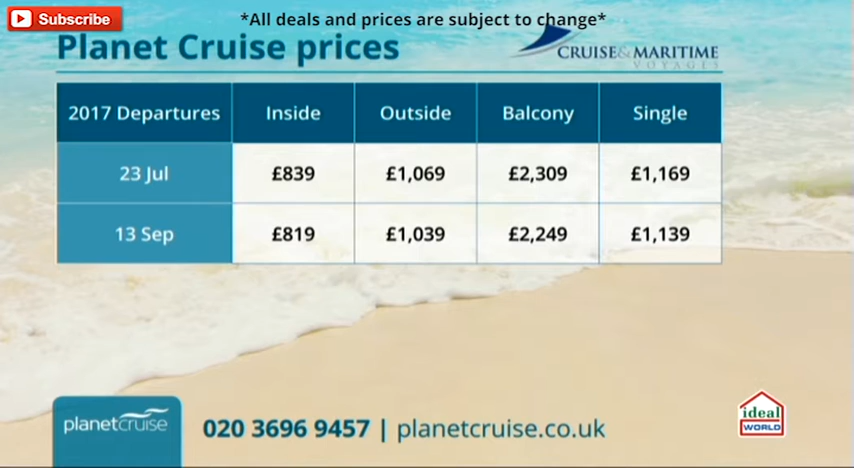 Subscribe
*All deals and prices are subject to change*
Planet Cruise prices
CRUISE&MARITIME
VOYAGES
2017 Departures Inside Outside Balcony Single
23 Jul £839 £1,069 £2,309 £1,169
13 Sep £819 £1,039 £2,249 £1,139
planetcruise
020 3696 9457 | planetcruise.co.uk
ideal
WORLD